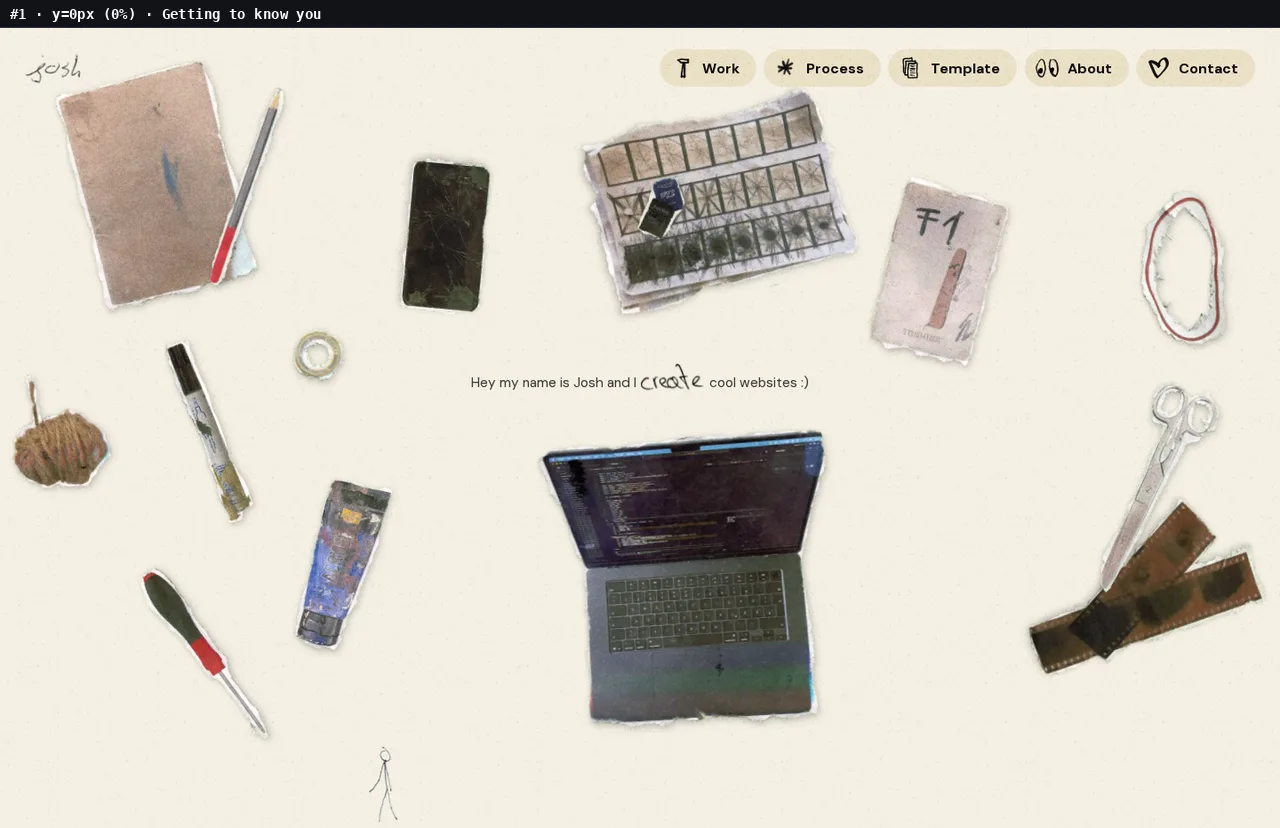 #1 · y=0px (0%) · Getting to know you
josh
Work
Process
Template
About
Contact
F1
TOSHIBA
Hey my name is Josh and I create cool websites :)